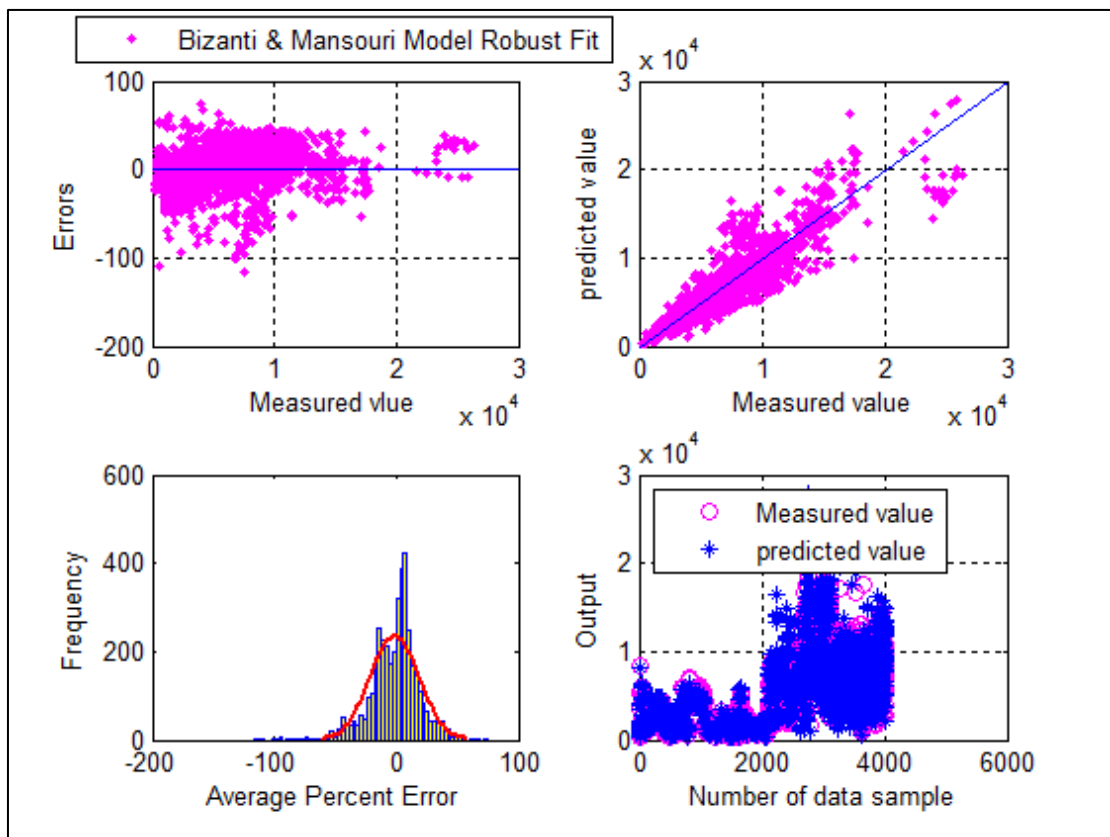 Bizanti & Mansouri Model Robust Fit
100
0
-100
-200
Errors
0
1
2
3
Measured vlue
x 10^4
x 10^4
3
2
1
0
predicted value
0
1
2
3
Measured value
x 10^4
600
400
200
0
Frequency
-200
-100
0
100
Average Percent Error
x 10^4
3
2
1
0
Output
Measured value
predicted value
0
2000
4000
6000
Number of data sample